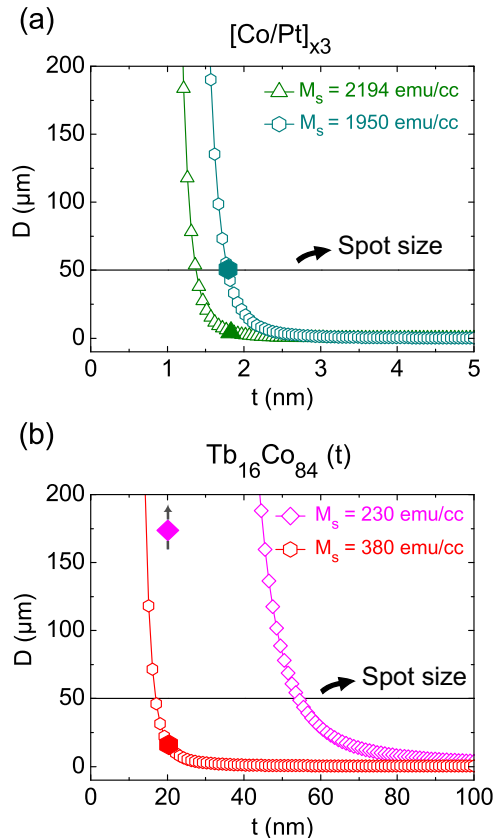 (a)
[Co/Pt]x3
200
150
100
50
0
D (μm)
Ms = 2194 emu/cc
Ms = 1950 emu/cc
Spot size
0 1 2 3 4 5
t (nm)
(b)
Tb16Co84 (t)
200
150
100
50
0
D (μm)
Ms = 230 emu/cc
Ms = 380 emu/cc
Spot size
0 20 40 60 80 100
t (nm)